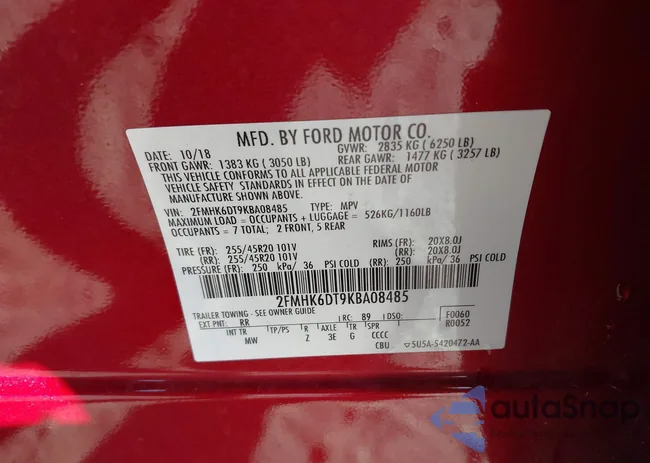 MFD. BY FORD MOTOR CO.
DATE: 10/18 GVWR: 2835 KG ( 6250 LB)
FRONT GAWR: 1383 KG ( 3050 LB) REAR GAWR: 1477 KG ( 3257 LB)
THIS VEHICLE CONFORMS TO ALL APPLICABLE FEDERAL MOTOR
VEHICLE SAFETY STANDARDS IN EFFECT ON THE DATE OF
MANUFACTURE SHOWN ABOVE.
VIN: 2FMHK6DT9KBA08485 TYPE: MPV
MAXIMUM LOAD = OCCUPANTS + LUGGAGE = 526KG/1160LB
OCCUPANTS = 7 TOTAL; 2 FRONT, 5 REAR
TIRE (FR): 255/45R20 101V RIMS (FR): 20X8.0J
(RR): 255/45R20 101V (RR): 20X8.0J
PRESSURE (FR): 250 kPa/ 36 PSI COLD (RR): 250 kPa/ 36 PSI COLD
2FMHK6DT9KBA08485
TRAILER TOWING - SEE OWNER GUIDE
EXT PNT: RR RC: 89 DSO: F0060
R0052
INT TR TP/PS R AXLE TR SPR
MW 2 3E G CCCC
CBU 5U5A-5420472-AA
autoSnap